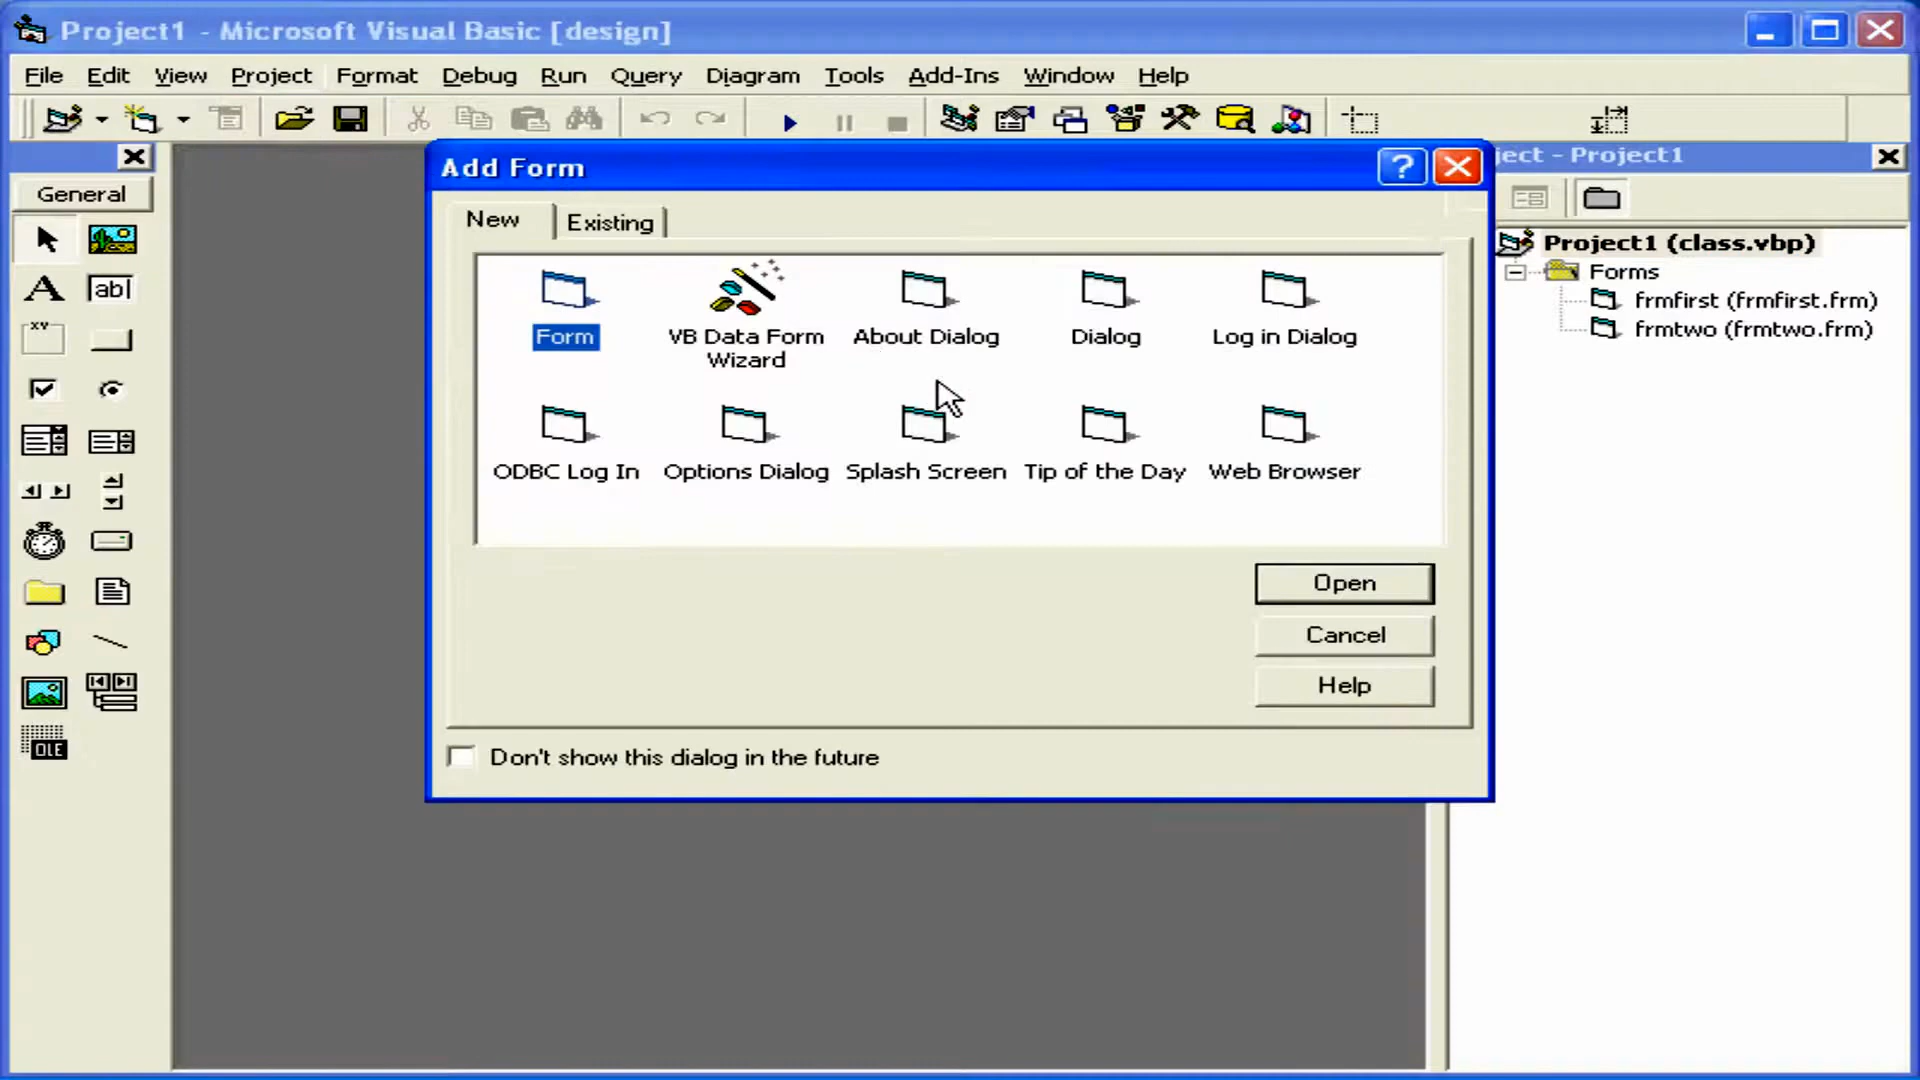 Project1 - Microsoft Visual Basic [design]
File Edit View Project Format Debug Run Query Diagram Tools Add-Ins Window Help
ject - Project1
General
Add Form
New Existing
Form
VB Data Form
Wizard
About Dialog
Dialog
Log in Dialog
ODBC Log In
Options Dialog
Splash Screen
Tip of the Day
Web Browser
Open
Cancel
Help
Don't show this dialog in the future
Project1 (class.vbp)
Forms
frmfirst (frmfirst.frm)
frmtwo (frmtwo.frm)
A
ab|
xv
OLE